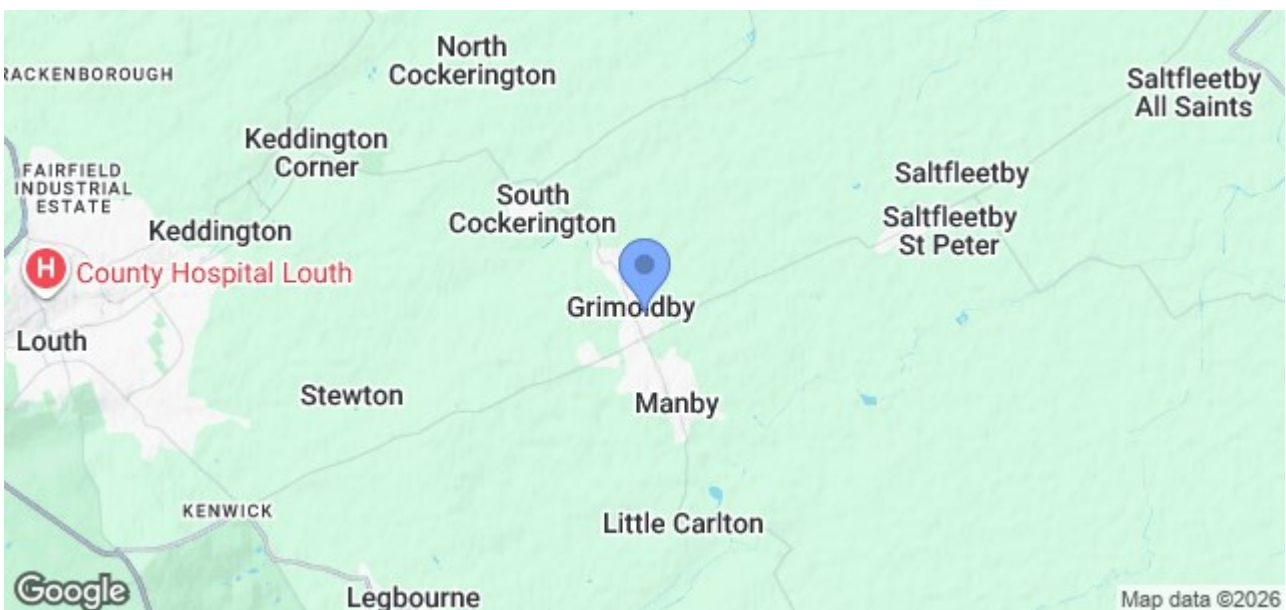 North
Cockerington
RACKENBOROUGH
Saltfleetby
All Saints
Keddington
Corner
FAIRFIELD
INDUSTRIAL
ESTATE
Saltfleetby
South
Cockerington
Saltfleetby
St Peter
Keddington
H
County Hospital Louth
Grimoldby
Louth
Stewton
Manby
KENWICK
Little Carlton
Legbourne
Google
Map data ©2026